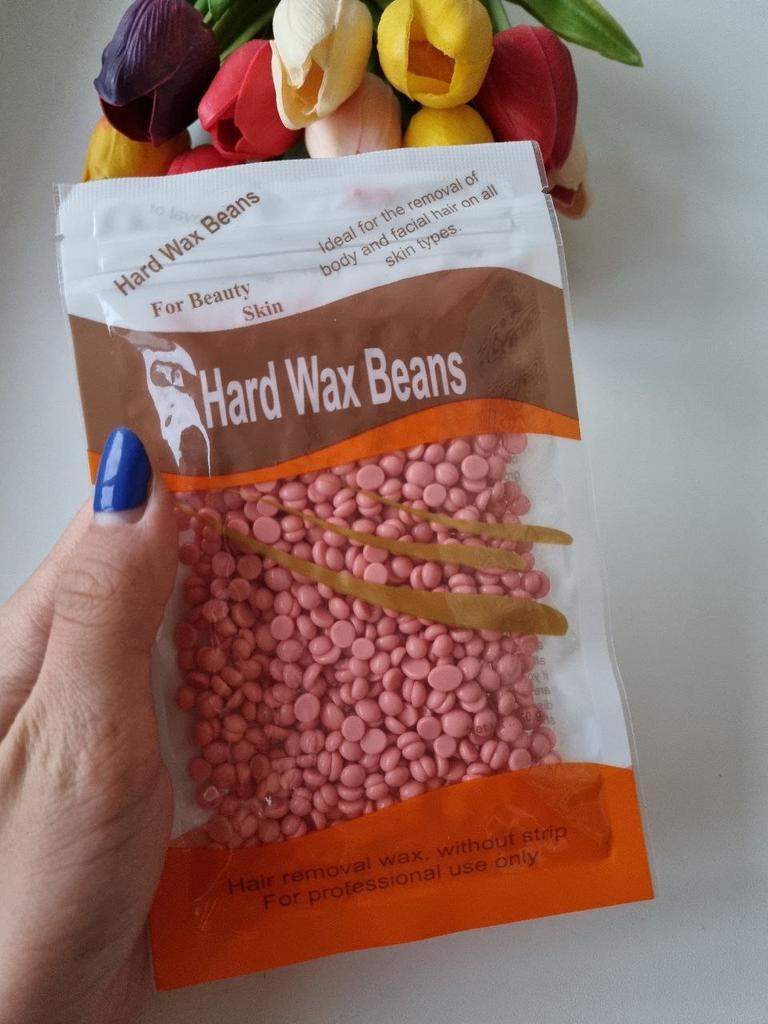 Hard Wax Beans
Ideal for the removal of
body and facial hair on all
skin types.
For Beauty
Skin
Hard Wax Beans
Hair removal wax, without strip
For professional use only